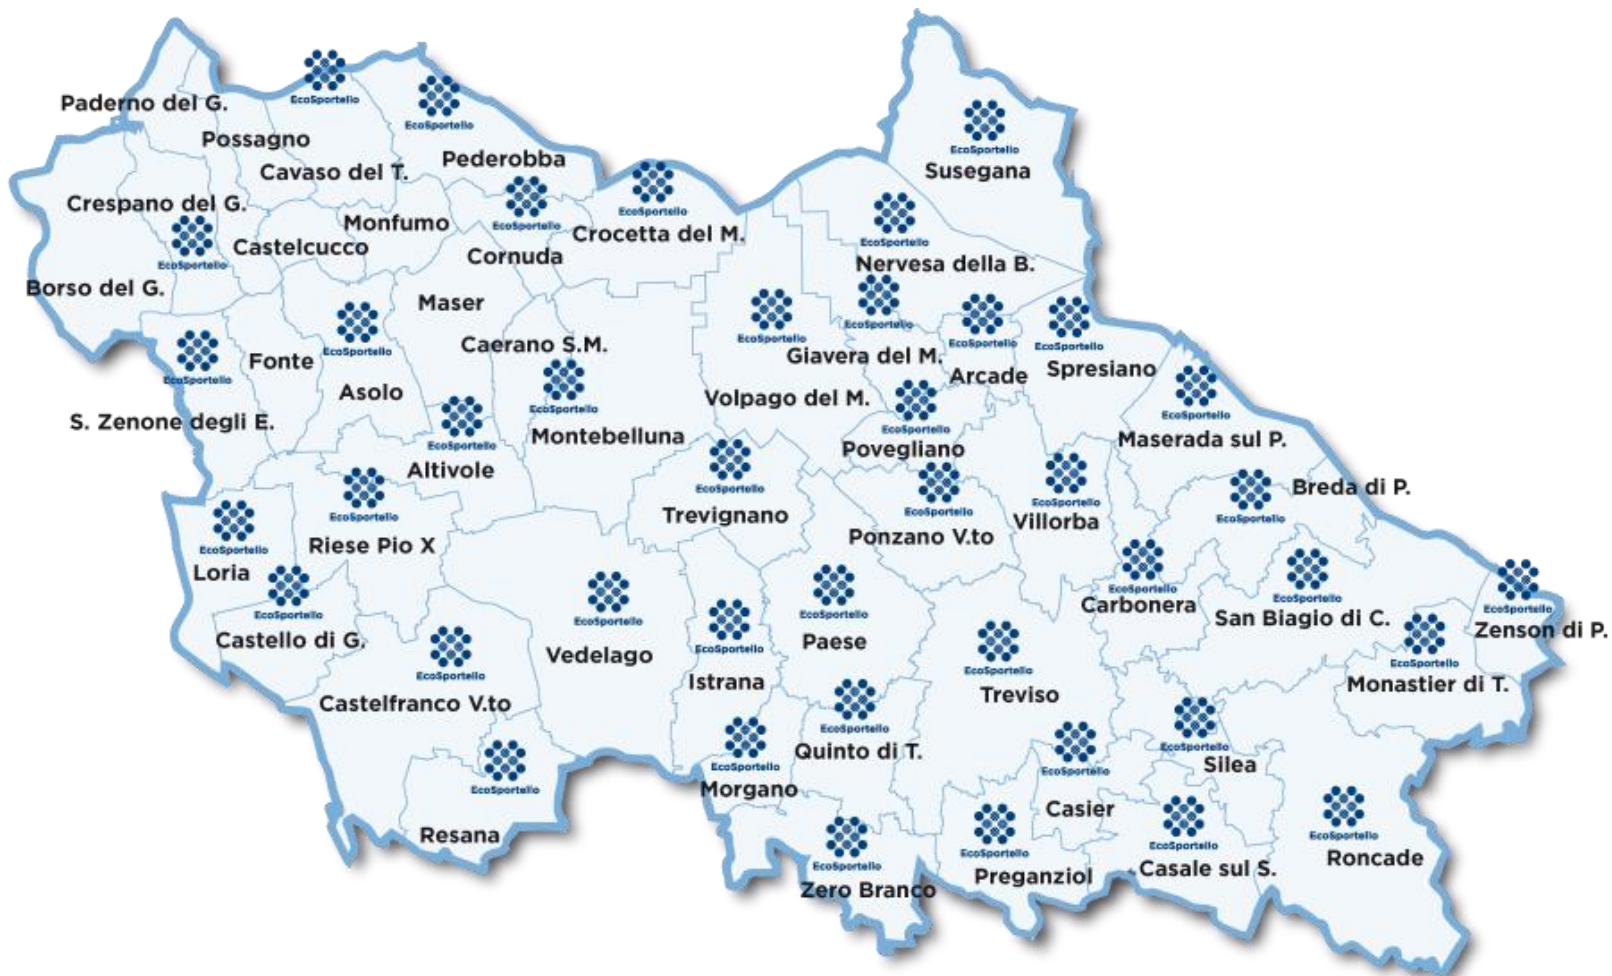 EcoSportello
Paderno del G.
EcoSportello
Possagno
Cavaso del T.
Pederobba
EcoSportello
Susegana
Crespano del G.
EcoSportello
Castelcucco
Monfumo
EcoSportello
Cornuda
EcoSportello
Crocetta del M.
EcoSportello
Nervesa della B.
Borso del G.
Maser
EcoSportello
S. Zenone degli E.
Fonte
EcoSportello
Asolo
Caerano S.M.
EcoSportello
Montebelluna
EcoSportello
Volpago del M.
EcoSportello
Giavera del M.
EcoSportello
Arcade
EcoSportello
Spresiano
EcoSportello
Maserada sul P.
EcoSportello
Altivole
EcoSportello
Povegliano
EcoSportello
Riese Pio X
EcoSportello
Trevignano
EcoSportello
Ponzano V.to
EcoSportello
Villorba
EcoSportello
Breda di P.
EcoSportello
Loria
EcoSportello
Castello di G.
EcoSportello
Castelfranco V.to
EcoSportello
Vedelago
EcoSportello
Istrana
EcoSportello
Paese
EcoSportello
Treviso
EcoSportello
Carbonera
EcoSportello
San Biagio di C.
EcoSportello
Zenson di P.
EcoSportello
Monastier di T.
EcoSportello
Resana
EcoSportello
Morgano
EcoSportello
Quinto di T.
EcoSportello
Casier
EcoSportello
Silea
EcoSportello
Zero Branco
EcoSportello
Preganziol
EcoSportello
Casale sul S.
EcoSportello
Roncade